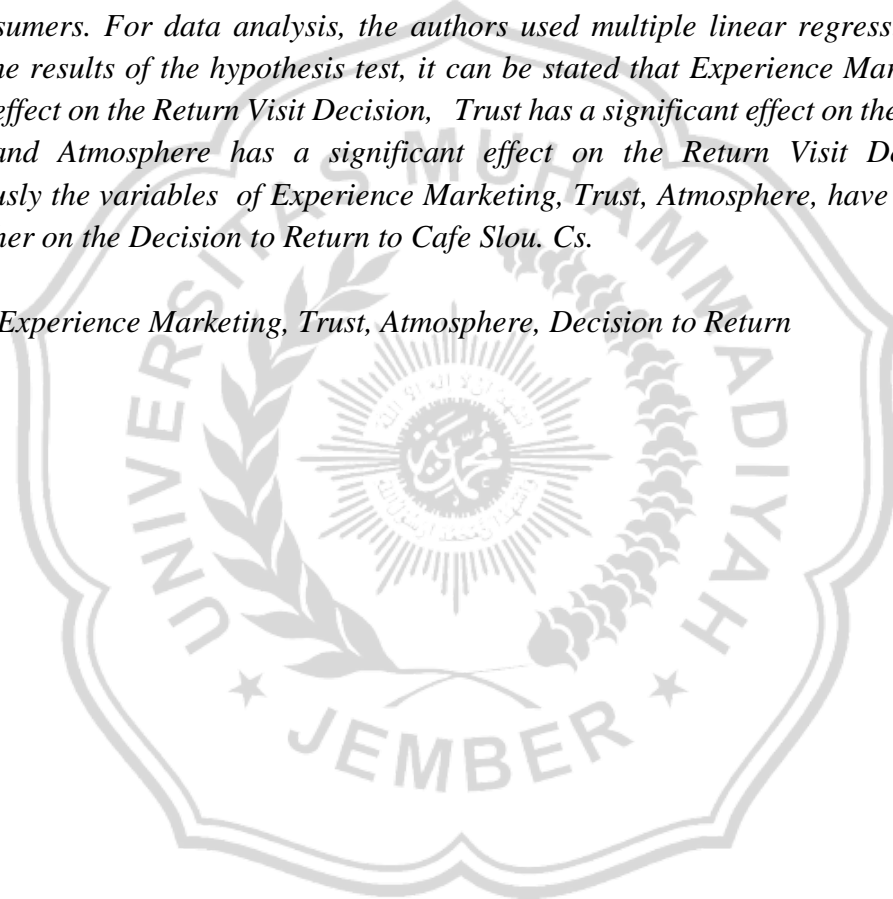 sumers. For data analysis, the authors used multiple linear regress
he results of the hypothesis test, it can be stated that Experience Mar
effect on the Return Visit Decision, Trust has a significant effect on the
and Atmosphere has a significant effect on the Return Visit De
usly the variables of Experience Marketing, Trust, Atmosphere, have
ner on the Decision to Return to Cafe Slou. Cs.
Experience Marketing, Trust, Atmosphere, Decision to Return
UNIVERSITAS MUHAMMADIYAH
JEMBER